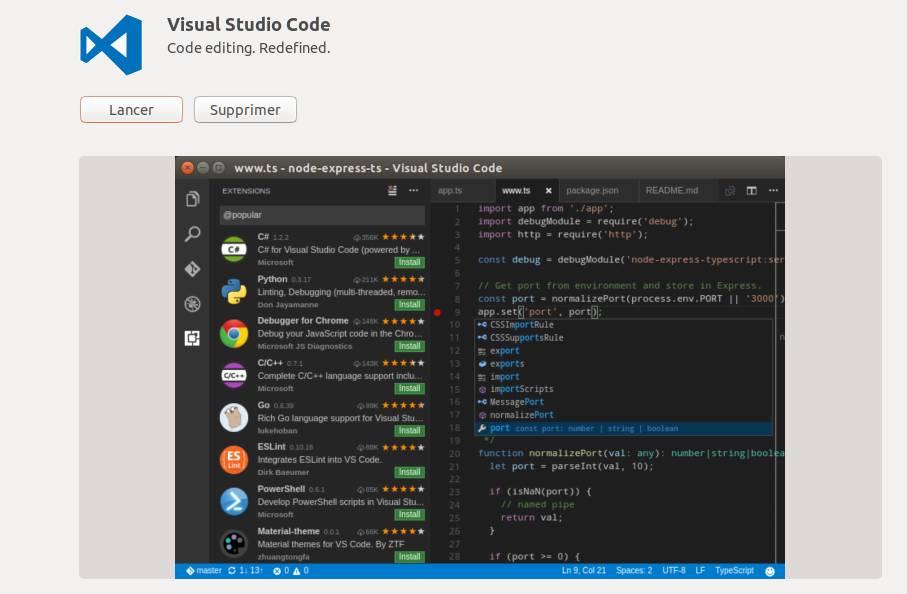 Visual Studio Code
Code editing. Redefined.
Lancer Supprimer
www.ts - node-express-ts - Visual Studio Code
EXTENSIONS
@popular
C# 1.2.2 356K
C# for Visual Studio Code (powered by ...
Microsoft Install
Python 0.3.17 211K
Linting, Debugging (multi-threaded, remo...
Don Jayamanne Install
Debugger for Chrome 148K
Debug your JavaScript code in the Chro...
Microsoft JS Diagnostics Install
C/C++ 0.7.1 143K
Complete C/C++ language support inclu...
Microsoft Install
Go 0.6.39 99K
Rich Go language support for Visual Stu...
lukehoban Install
ESLint 0.10.18 88K
Integrates ESLint into VS Code.
Dirk Baeumer Install
PowerShell 0.6.1 85K
Develop PowerShell scripts in Visual Stu...
Microsoft Install
Material-theme 0.0.1 66K
Material themes for VS Code. By ZTF
zhuangtongfa Install
app.ts www.ts package.json README.md
1 import app from './app';
2 import debugModule = require('debug');
3 import http = require('http');
4
5 const debug = debugModule('node-express-typescript:ser
6
7 // Get port from environment and store in Express.
8 const port = normalizePort(process.env.PORT || '3000')
9 app.set('port', port);
10 CSSImportRule
11 CSSSupportsRule
12 export
13 exports
14 import
15 importScripts
16 MessagePort
17 normalizePort
18 port const port: number | string | boolean
19 */
20 function normalizePort(val: any): number|string|boolea
21 let port = parseInt(val, 10);
22
23 if (isNaN(port)) {
24 // named pipe
25 return val;
26 }
27
28 if (port >= 0) {
master 1↓ 13↑ 0 0 Ln 9, Col 21 Spaces: 2 UTF-8 LF TypeScript